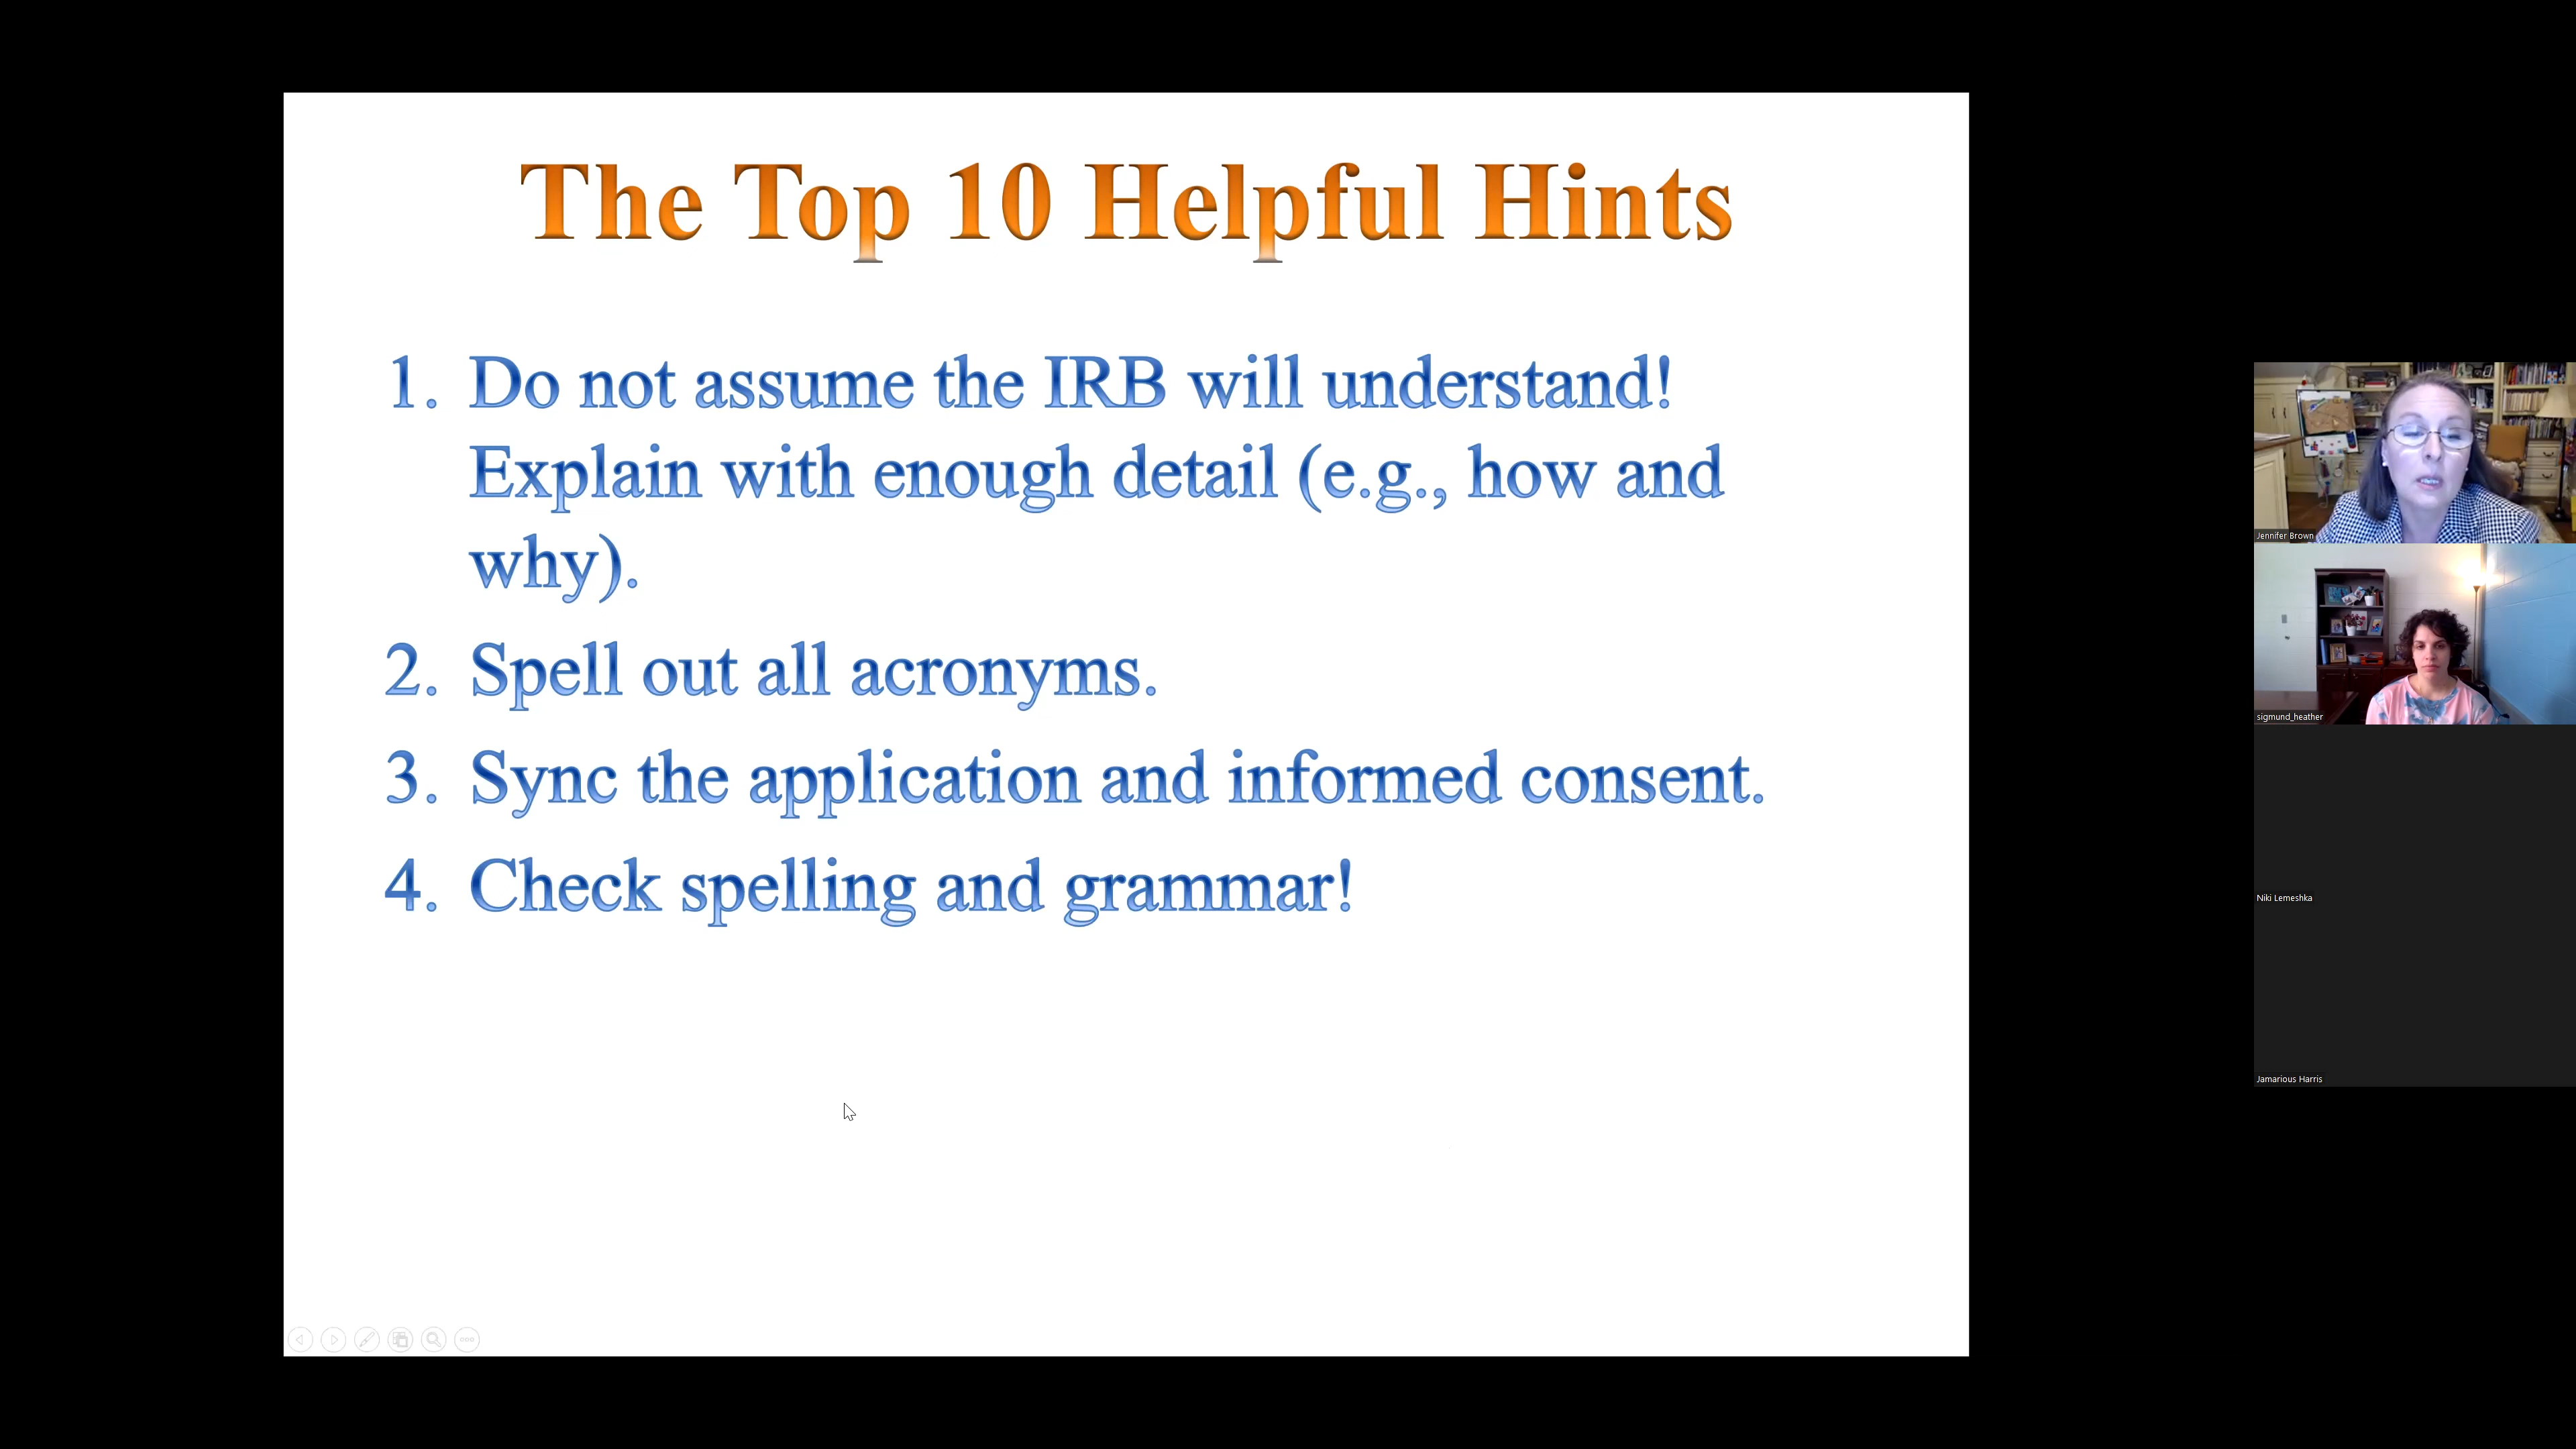 The Top 10 Helpful Hints
1. Do not assume the IRB will understand!
Explain with enough detail (e.g., how and
why).
2. Spell out all acronyms.
3. Sync the application and informed consent.
4. Check spelling and grammar!
Jennifer Brown
sigmund_heather
Niki Lemeshka
Jamarious Harris